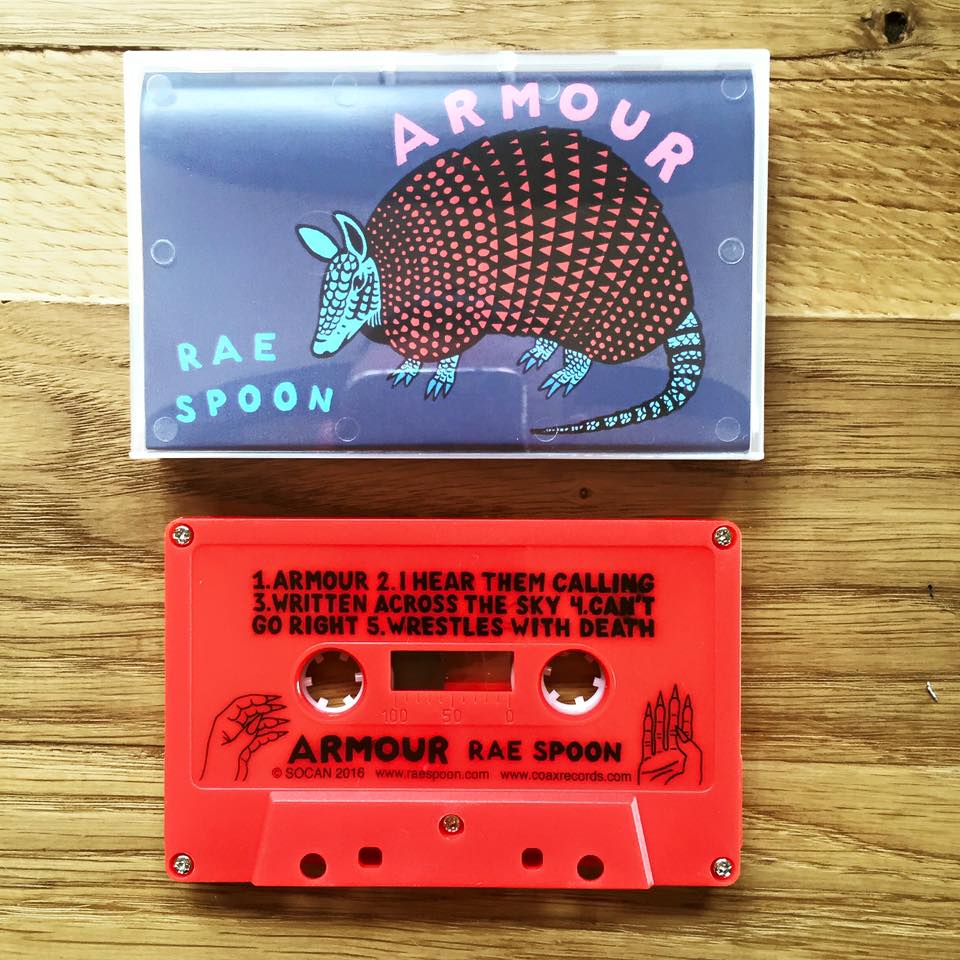 ARMOUR
RAE
SPOON
1.ARMOUR 2.I HEAR THEM CALLING
3.WRITTEN ACROSS THE SKY 4.CAN'T
GO RIGHT 5.WRESTLES WITH DEATH
100 50 0
ARMOUR RAE SPOON
© SOCAN 2016 www.raespoon.com www.coaxrecords.com